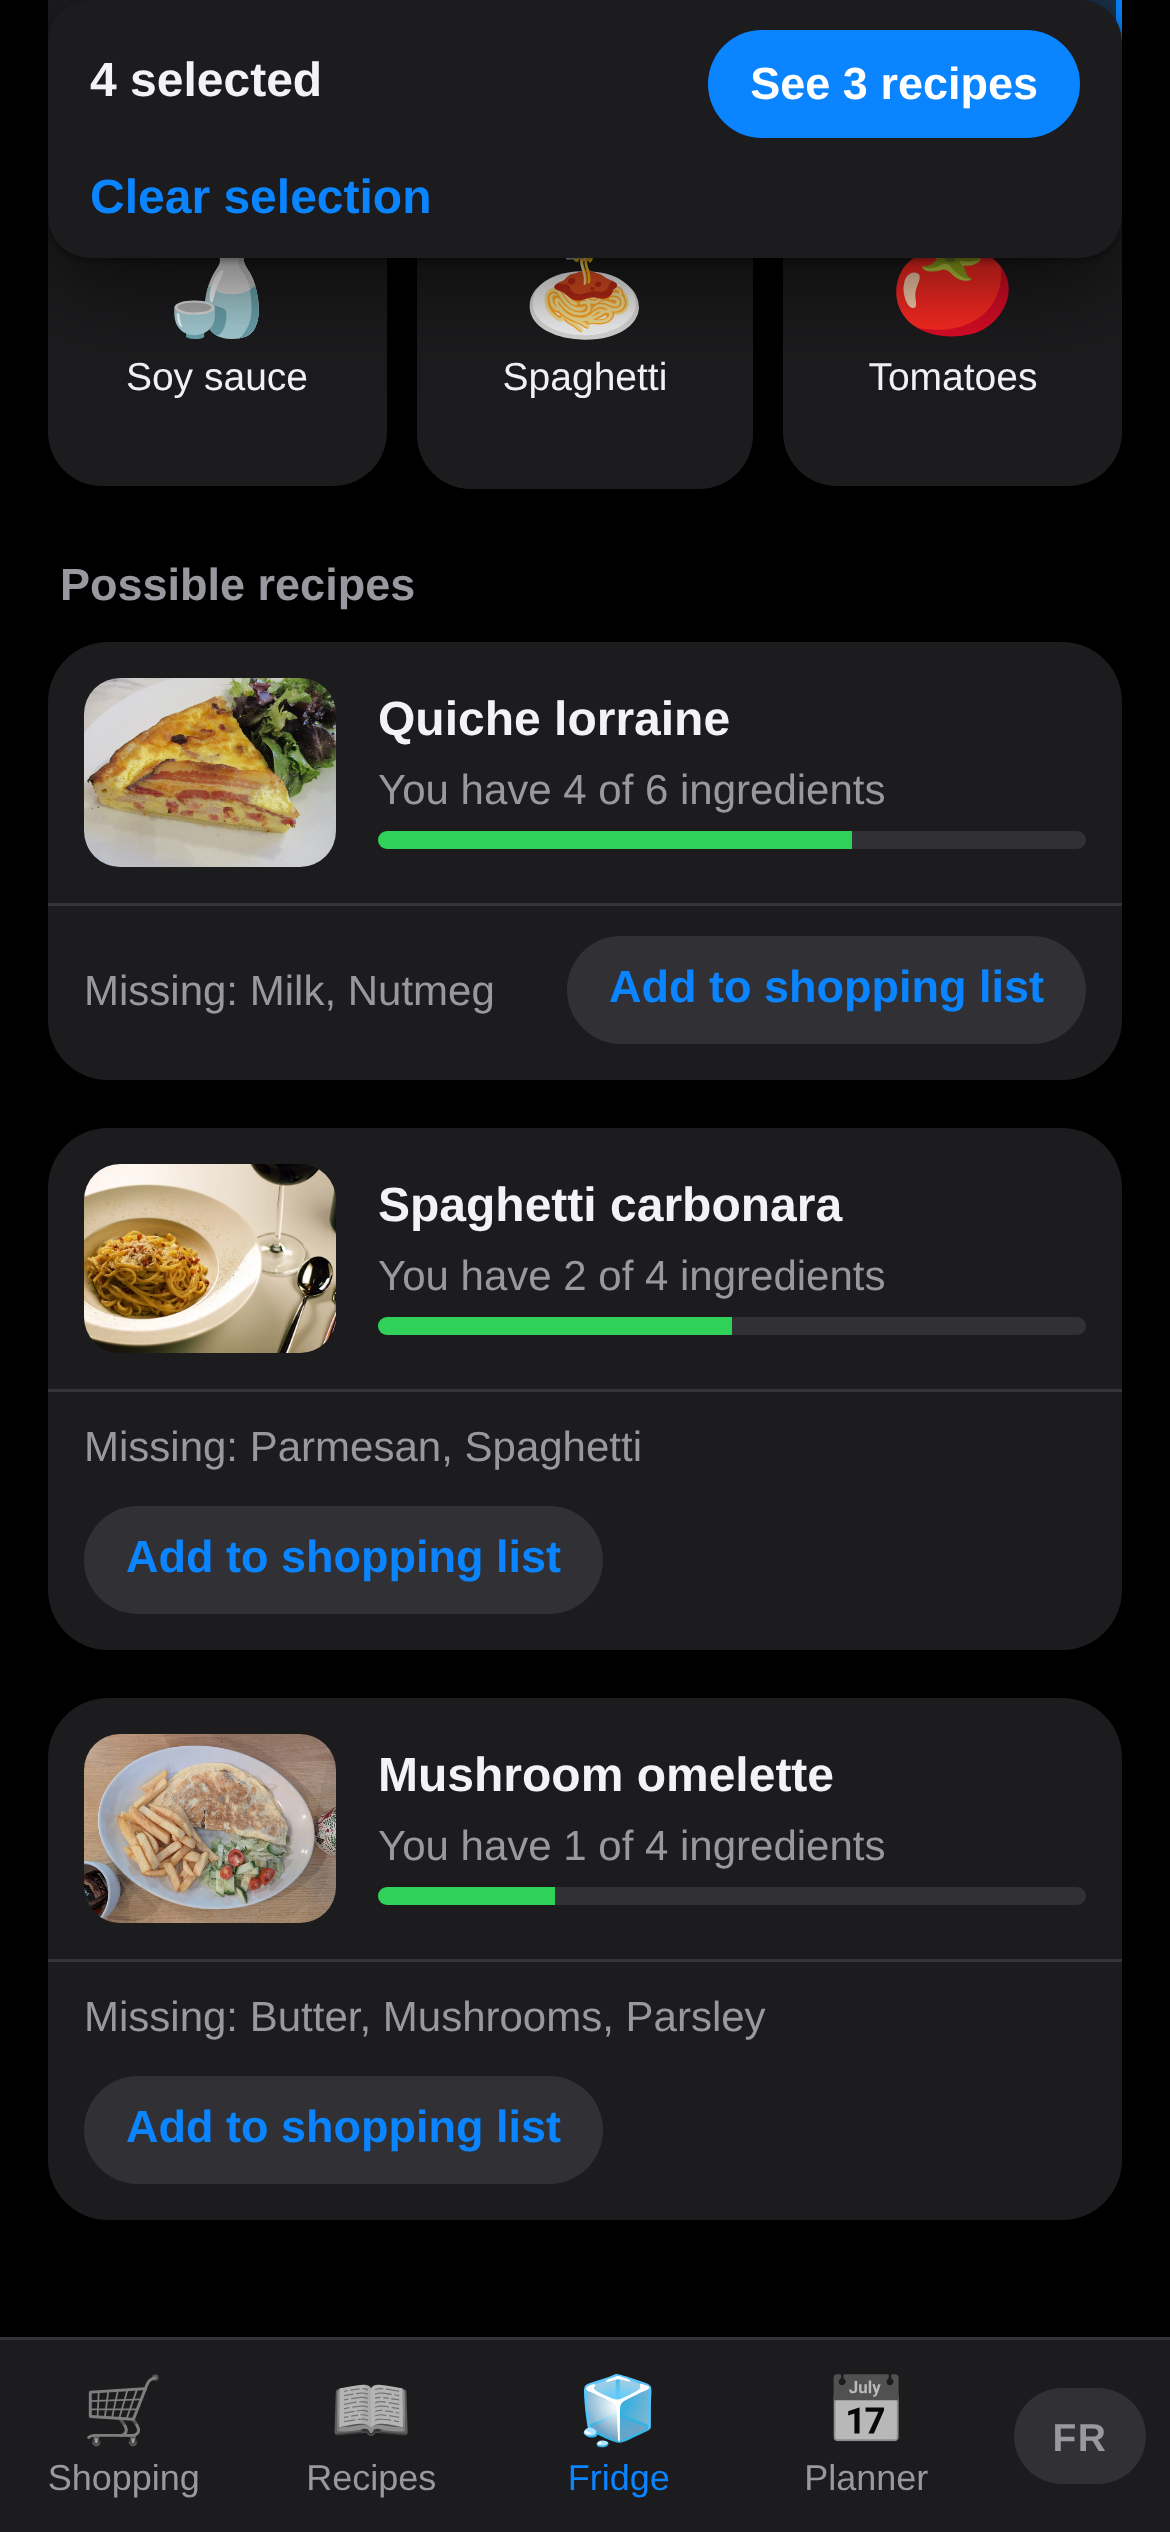 4 selected
See 3 recipes
Clear selection
Soy sauce
Spaghetti
Tomatoes
Possible recipes
Quiche lorraine
You have 4 of 6 ingredients
Missing: Milk, Nutmeg
Add to shopping list
Spaghetti carbonara
You have 2 of 4 ingredients
Missing: Parmesan, Spaghetti
Add to shopping list
Mushroom omelette
You have 1 of 4 ingredients
Missing: Butter, Mushrooms, Parsley
Add to shopping list
July
17
Shopping
Recipes
Fridge
Planner
FR